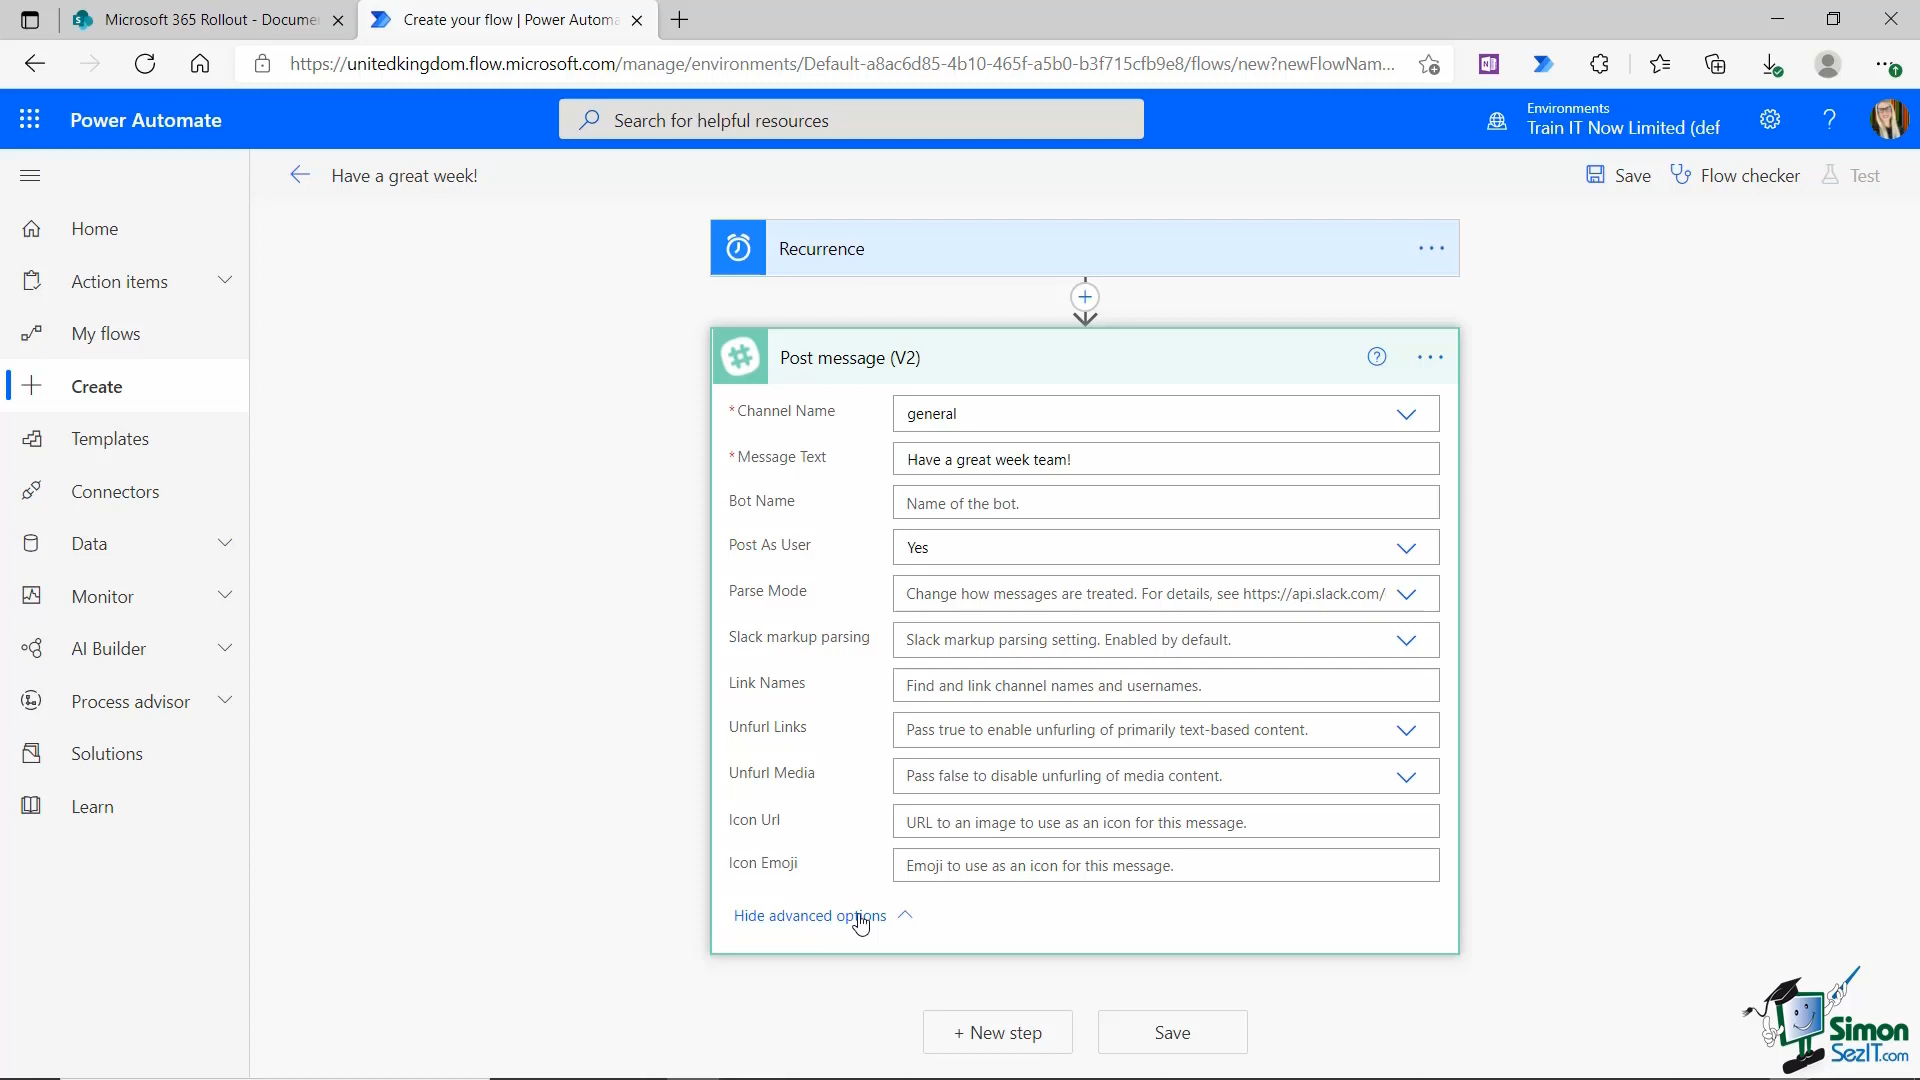 Microsoft 365 Rollout - Docume
Create your flow | Power Automa
https://unitedkingdom.flow.microsoft.com/manage/environments/Default-a8ac6d85-4b10-465f-a5b0-b3f715cfb9e8/flows/new?newFlowNam...
Power Automate
Search for helpful resources
Environments
Train IT Now Limited (def
Have a great week!
Save
Flow checker
Test
Home
Action items
My flows
Create
Templates
Connectors
Data
Monitor
AI Builder
Process advisor
Solutions
Learn
Recurrence
Post message (V2)
* Channel Name
general
* Message Text
Have a great week team!
Bot Name
Name of the bot.
Post As User
Yes
Parse Mode
Change how messages are treated. For details, see https://api.slack.com/
Slack markup parsing
Slack markup parsing setting. Enabled by default.
Link Names
Find and link channel names and usernames.
Unfurl Links
Pass true to enable unfurling of primarily text-based content.
Unfurl Media
Pass false to disable unfurling of media content.
Icon Url
URL to an image to use as an icon for this message.
Icon Emoji
Emoji to use as an icon for this message.
Hide advanced options
+ New step
Save
Simon
SezIT.com